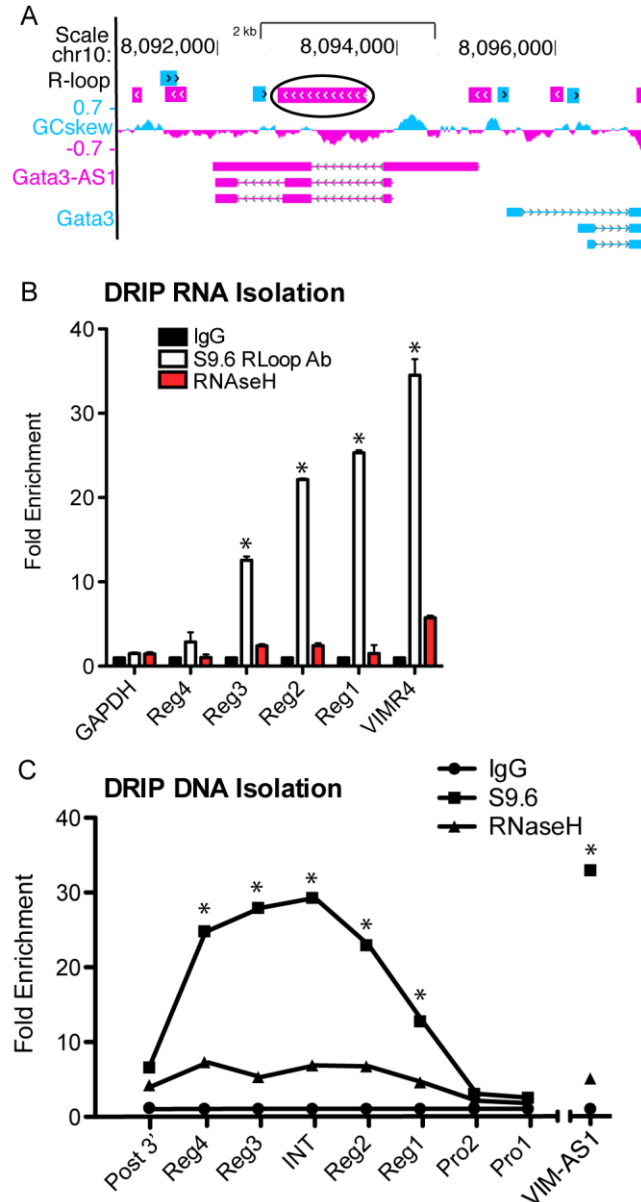 A
Scale
2 kb
chr10:
8,092,000
8,094,000
8,096,000
R-loop
0.7
GCskew
-0.7
Gata3-AS1
Gata3
B
DRIP RNA Isolation
IgG
S9.6 RLoop Ab
RNAseH
Fold Enrichment
40
30
20
10
0
*
*
*
*
GAPDH
Reg4
Reg3
Reg2
Reg1
VIMR4
C
DRIP DNA Isolation
IgG
S9.6
RNaseH
Fold Enrichment
40
30
20
10
0
*
*
*
*
*
*
Post 3'
Reg4
Reg3
INT
Reg2
Reg1
Pro2
Pro1
VIM-AS1